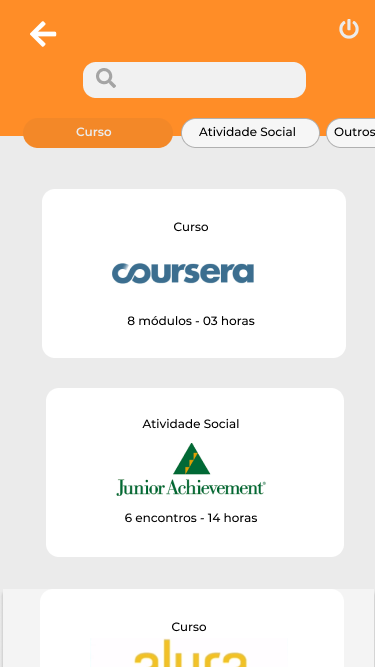 Curso
Atividade Social
Outros
Curso
coursera
8 módulos - 03 horas
Atividade Social
Junior Achievement®
6 encontros - 14 horas
Curso
alura